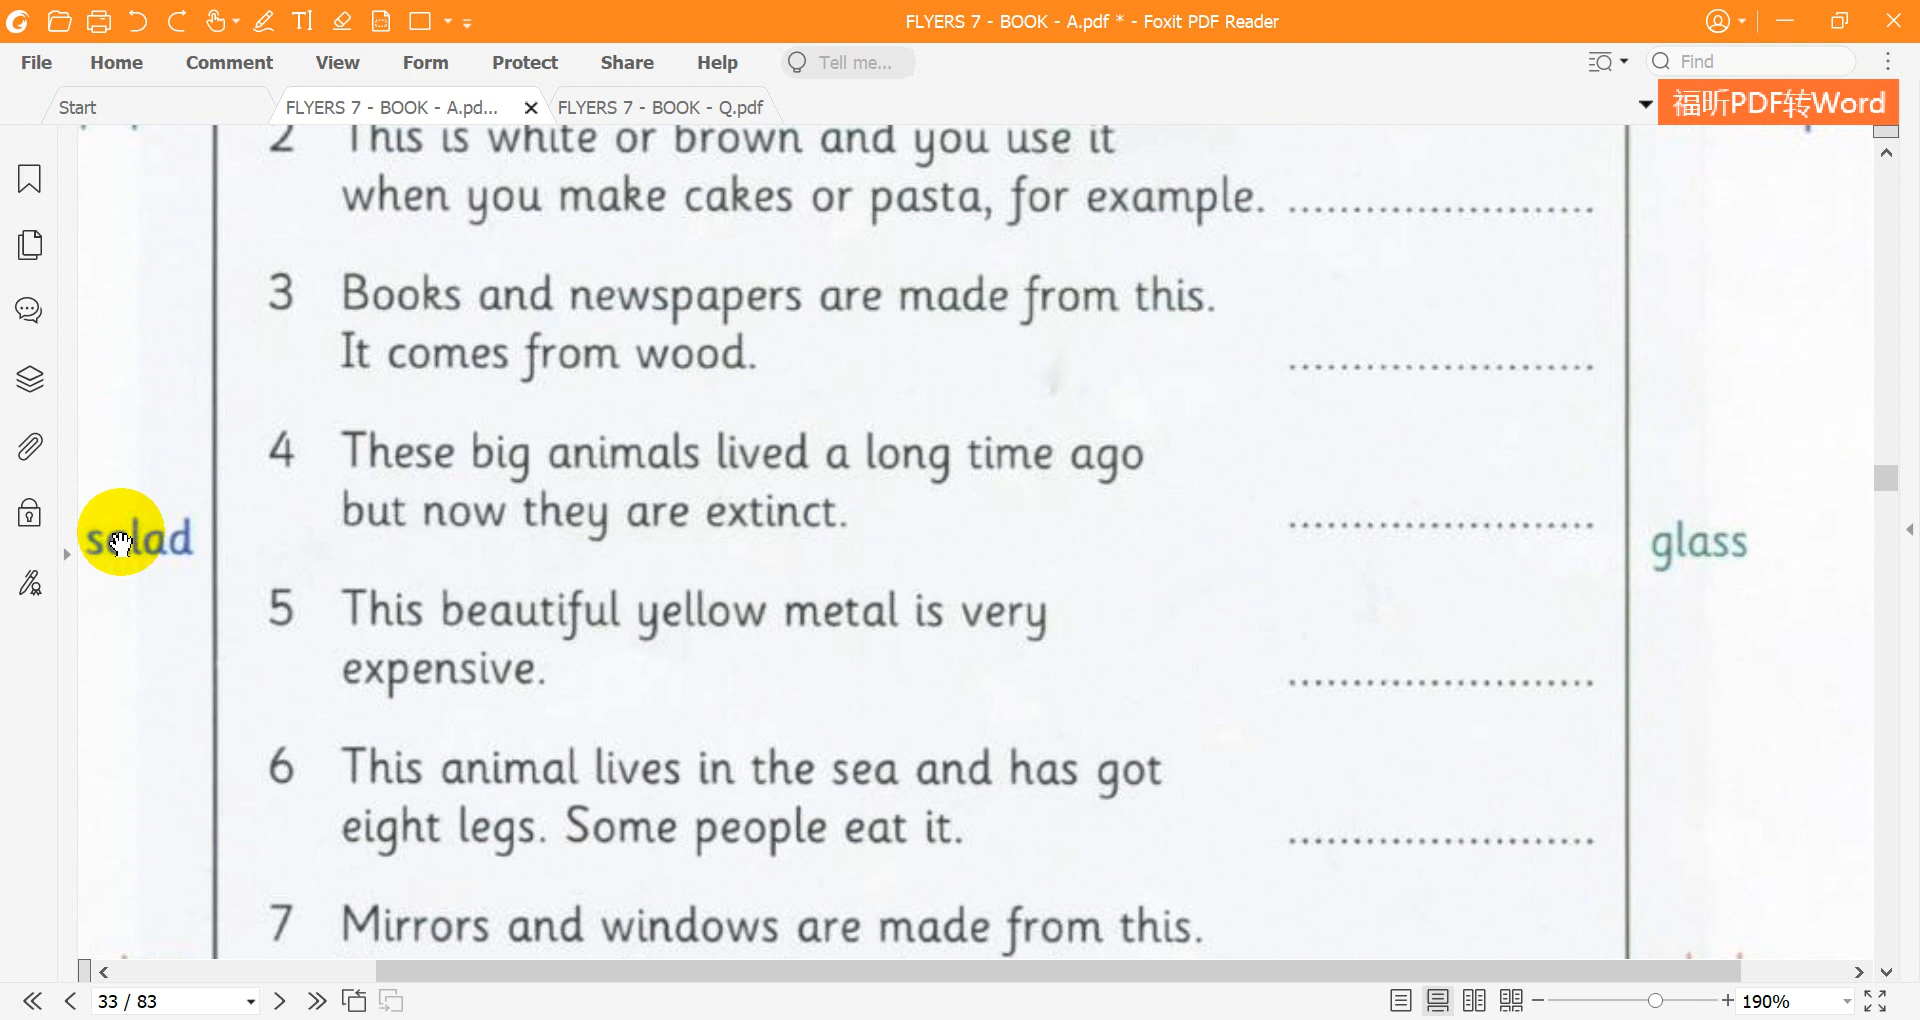 FLYERS 7 - BOOK - A.pdf * - Foxit PDF Reader
File Home Comment View Form Protect Share Help Tell me... Find
Start FLYERS 7 - BOOK - A.pd... FLYERS 7 - BOOK - Q.pdf 福昕PDF转Word
2 This is white or brown and you use it
when you make cakes or pasta, for example. ........................
3 Books and newspapers are made from this.
It comes from wood. ........................
4 These big animals lived a long time ago
but now they are extinct. ........................
salad
glass
5 This beautiful yellow metal is very
expensive. ........................
6 This animal lives in the sea and has got
eight legs. Some people eat it. ........................
7 Mirrors and windows are made from this.
33 / 83 190%